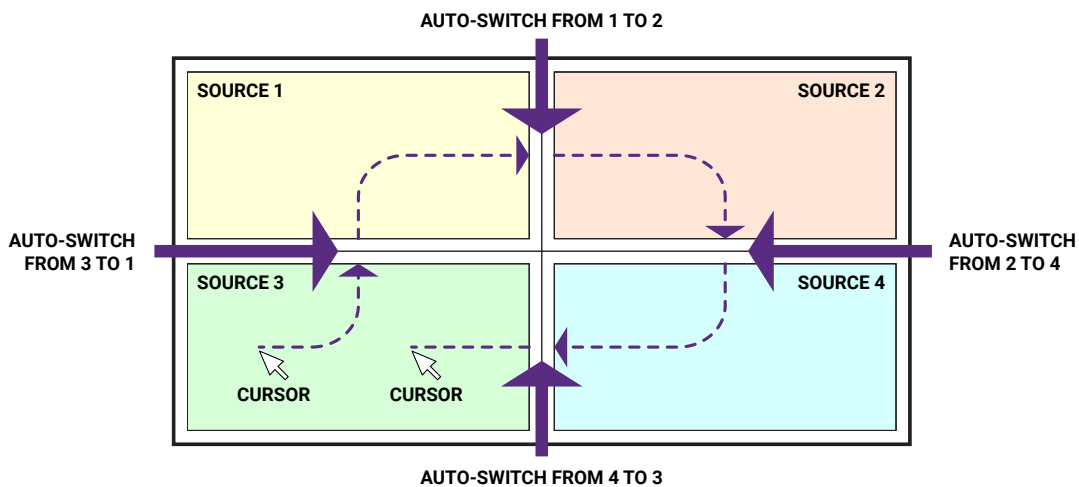 AUTO-SWITCH FROM 1 TO 2
SOURCE 1
SOURCE 2
AUTO-SWITCH
FROM 3 TO 1
AUTO-SWITCH
FROM 2 TO 4
SOURCE 3
SOURCE 4
CURSOR
CURSOR
AUTO-SWITCH FROM 4 TO 3